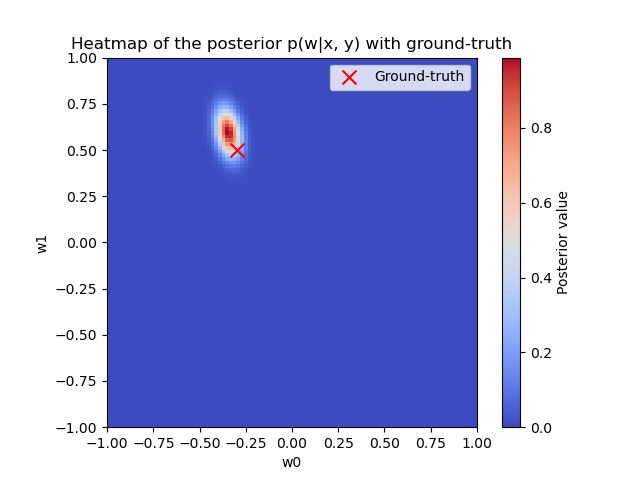 Heatmap of the posterior p(w|x, y) with ground-truth
Ground-truth
1.00
0.75
0.50
0.25
0.00
−0.25
−0.50
−0.75
−1.00
w1
−1.00 −0.75 −0.50 −0.25 0.00 0.25 0.50 0.75 1.00
w0
0.8
0.6
0.4
0.2
0.0
Posterior value